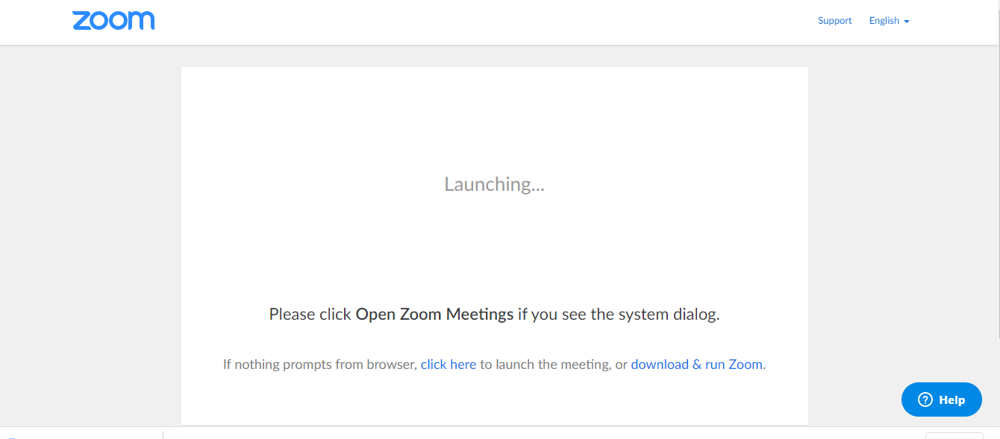 zoom
Support English
Launching...
Please click Open Zoom Meetings if you see the system dialog.
If nothing prompts from browser, click here to launch the meeting, or download & run Zoom.
? Help